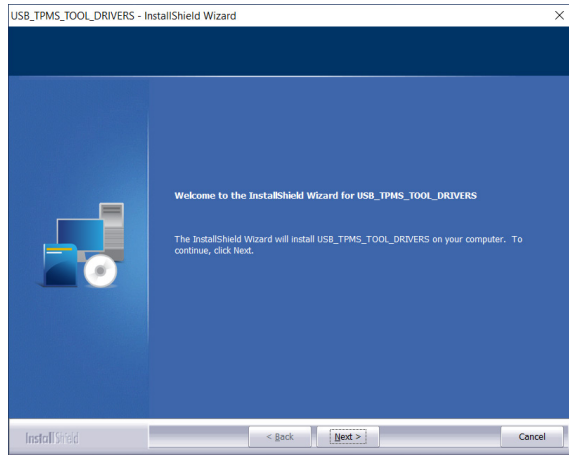 USB_TPMS_TOOL_DRIVERS - InstallShield Wizard
Welcome to the InstallShield Wizard for USB_TPMS_TOOL_DRIVERS
The InstallShield Wizard will install USB_TPMS_TOOL_DRIVERS on your computer. To
continue, click Next.
InstallShield
< Back Next > Cancel